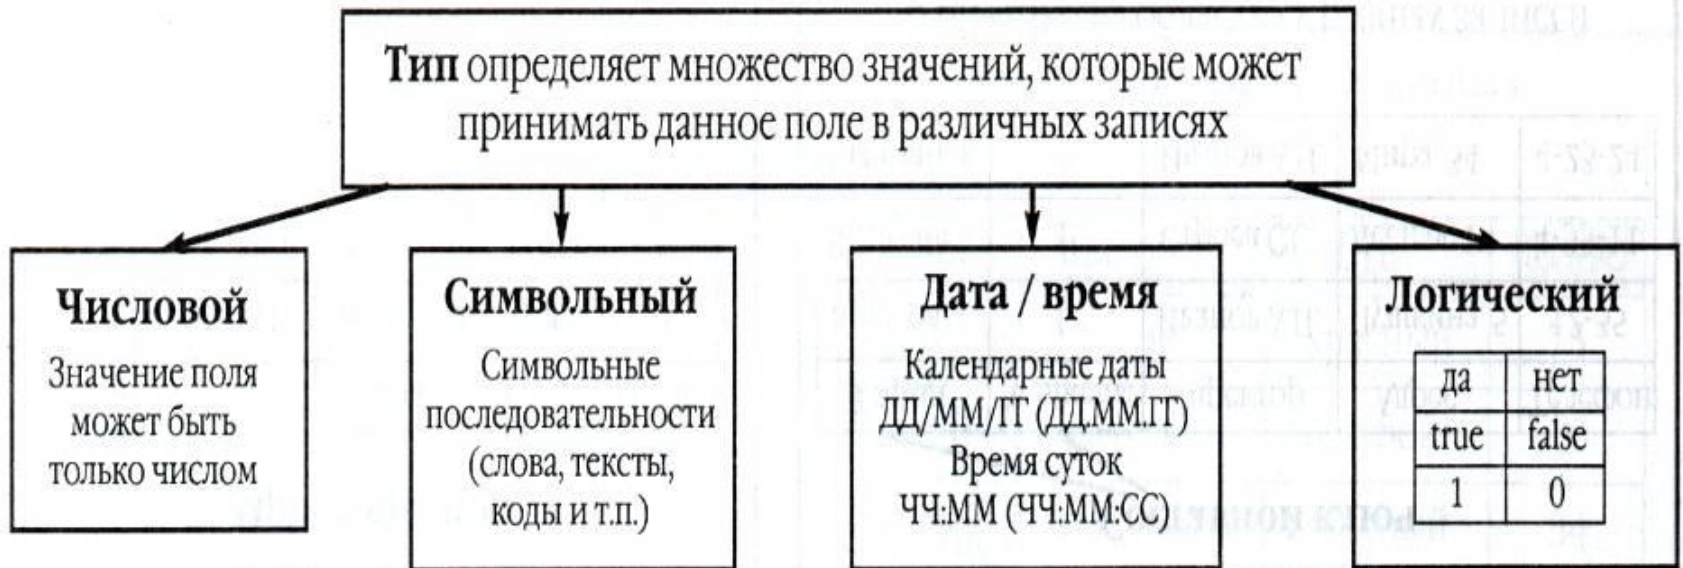 Тип определяет множество значений, которые может
принимать данное поле в различных записях
Числовой
Значение поля
может быть
только числом
Символьный
Символьные
последовательности
(слова, тексты,
коды и т.п.)
Дата / время
Календарные даты
ДД/ММ/ГГ (ДД.ММ.ГГ)
Время суток
ЧЧ:ММ (ЧЧ:ММ:СС)
Логический
да нет
true false
1 0